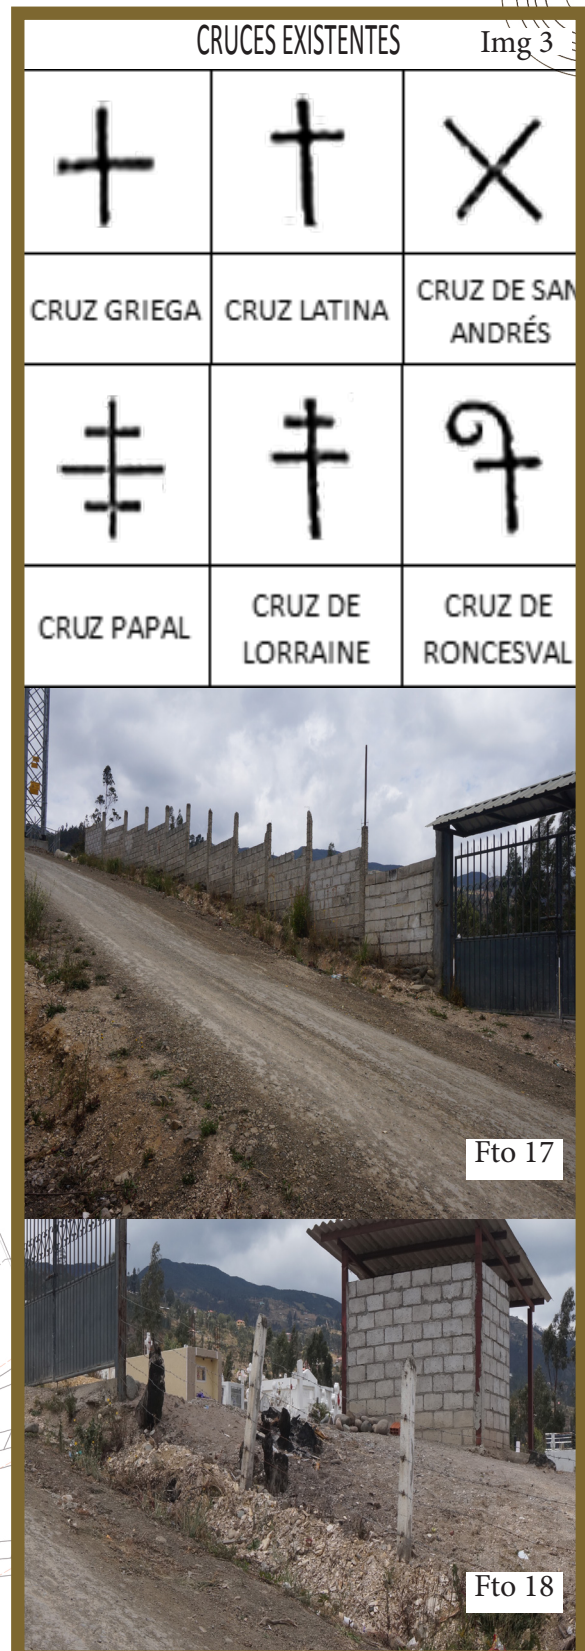 CRUCES EXISTENTES
Img 3
CRUZ GRIEGA
CRUZ LATINA
CRUZ DE SAN
ANDRÉS
CRUZ PAPAL
CRUZ DE
LORRAINE
CRUZ DE
RONCESVAL
Fto 17
Fto 18